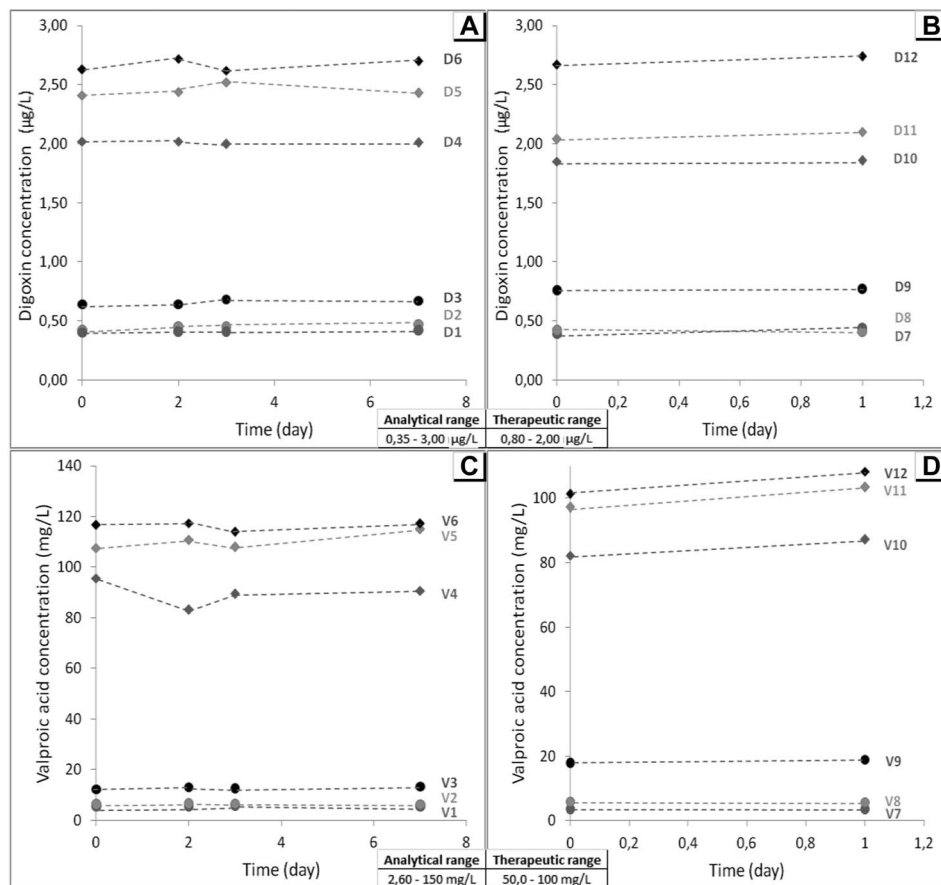 A
Digoxin concentration (µg/L)
3,00
2,50
2,00
1,50
1,00
0,50
0,00
0 2 4 6 8
Time (day)
D6
D5
D4
D3
D2
D1
B
Digoxin concentration (µg/L)
3,00
2,50
2,00
1,50
1,00
0,50
0,00
0 0,2 0,4 0,6 0,8 1 1,2
Time (day)
D12
D11
D10
D9
D8
D7
Analytical range Therapeutic range
0,35 - 3,00 µg/L 0,80 - 2,00 µg/L
C
Valproic acid concentration (mg/L)
140
120
100
80
60
40
20
0
0 2 4 6 8
Time (day)
V6
V5
V4
V3
V2
V1
D
Valproic acid concentration (mg/L)
100
80
60
40
20
0
0 0,2 0,4 0,6 0,8 1 1,2
Time (day)
V12
V11
V10
V9
V8
V7
Analytical range Therapeutic range
2,60 - 150 mg/L 50,0 - 100 mg/L